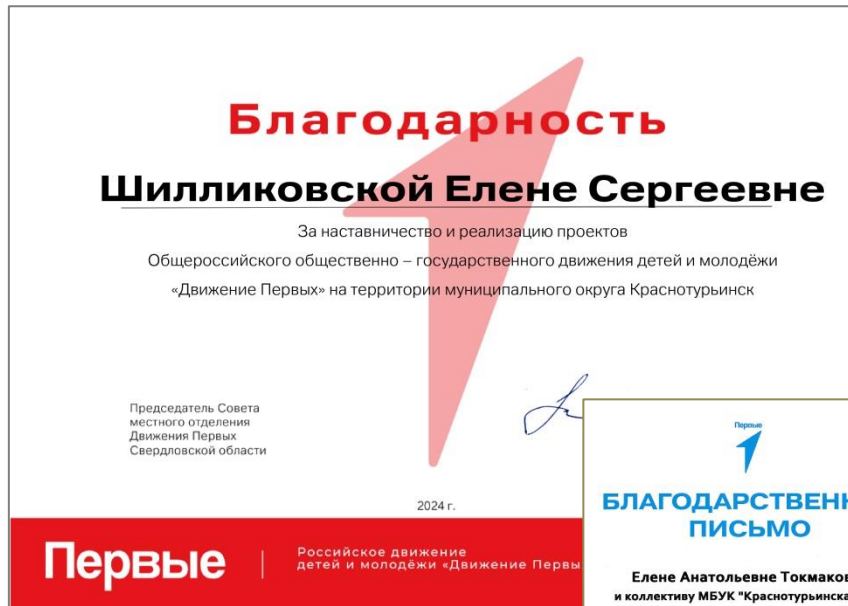 Благодарность
Шилликовской Елене Сергеевне
За наставничество и реализацию проектов
Общероссийского общественно – государственного движения детей и молодёжи
«Движение Первых» на территории муниципального округа Краснотурьинск
Председатель Совета
местного отделения
Движения Первых
Свердловской области
2024 г.
Первые
Российское движение
детей и молодёжи «Движение Первы
Первые
БЛАГОДАРСТВЕНН
ПИСЬМО
Елене Анатольевне Токмаков
и коллективу МБУК "Краснотурьинска